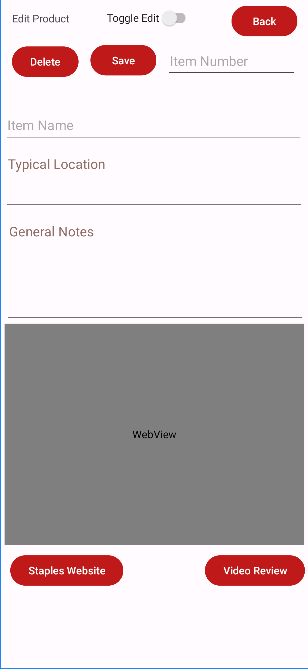 Edit Product Toggle Edit Back
Delete Save Item Number
Item Name
Typical Location
General Notes
WebView
Staples Website Video Review